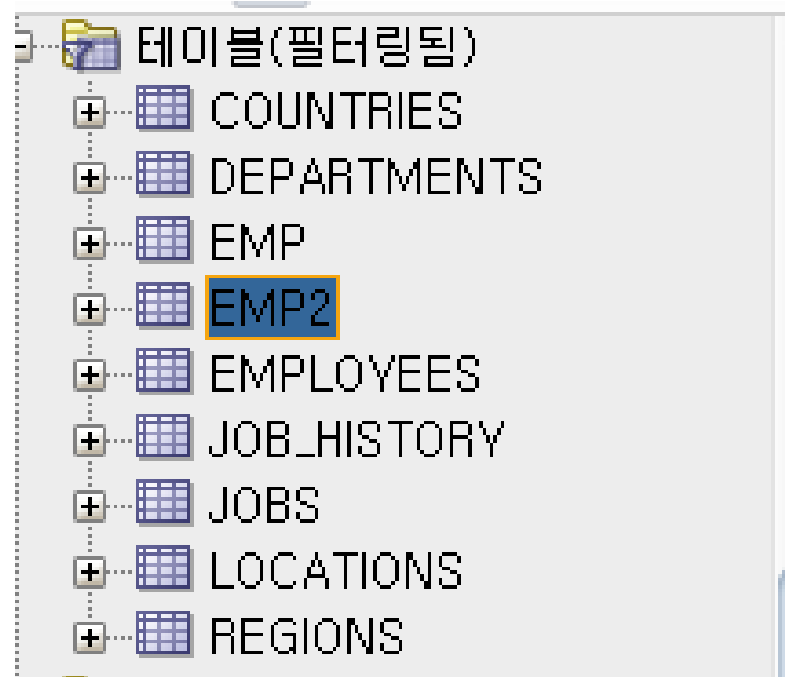 테이블(필터링됨)
COUNTRIES
DEPARTMENTS
EMP
EMP2
EMPLOYEES
JOB_HISTORY
JOBS
LOCATIONS
REGIONS